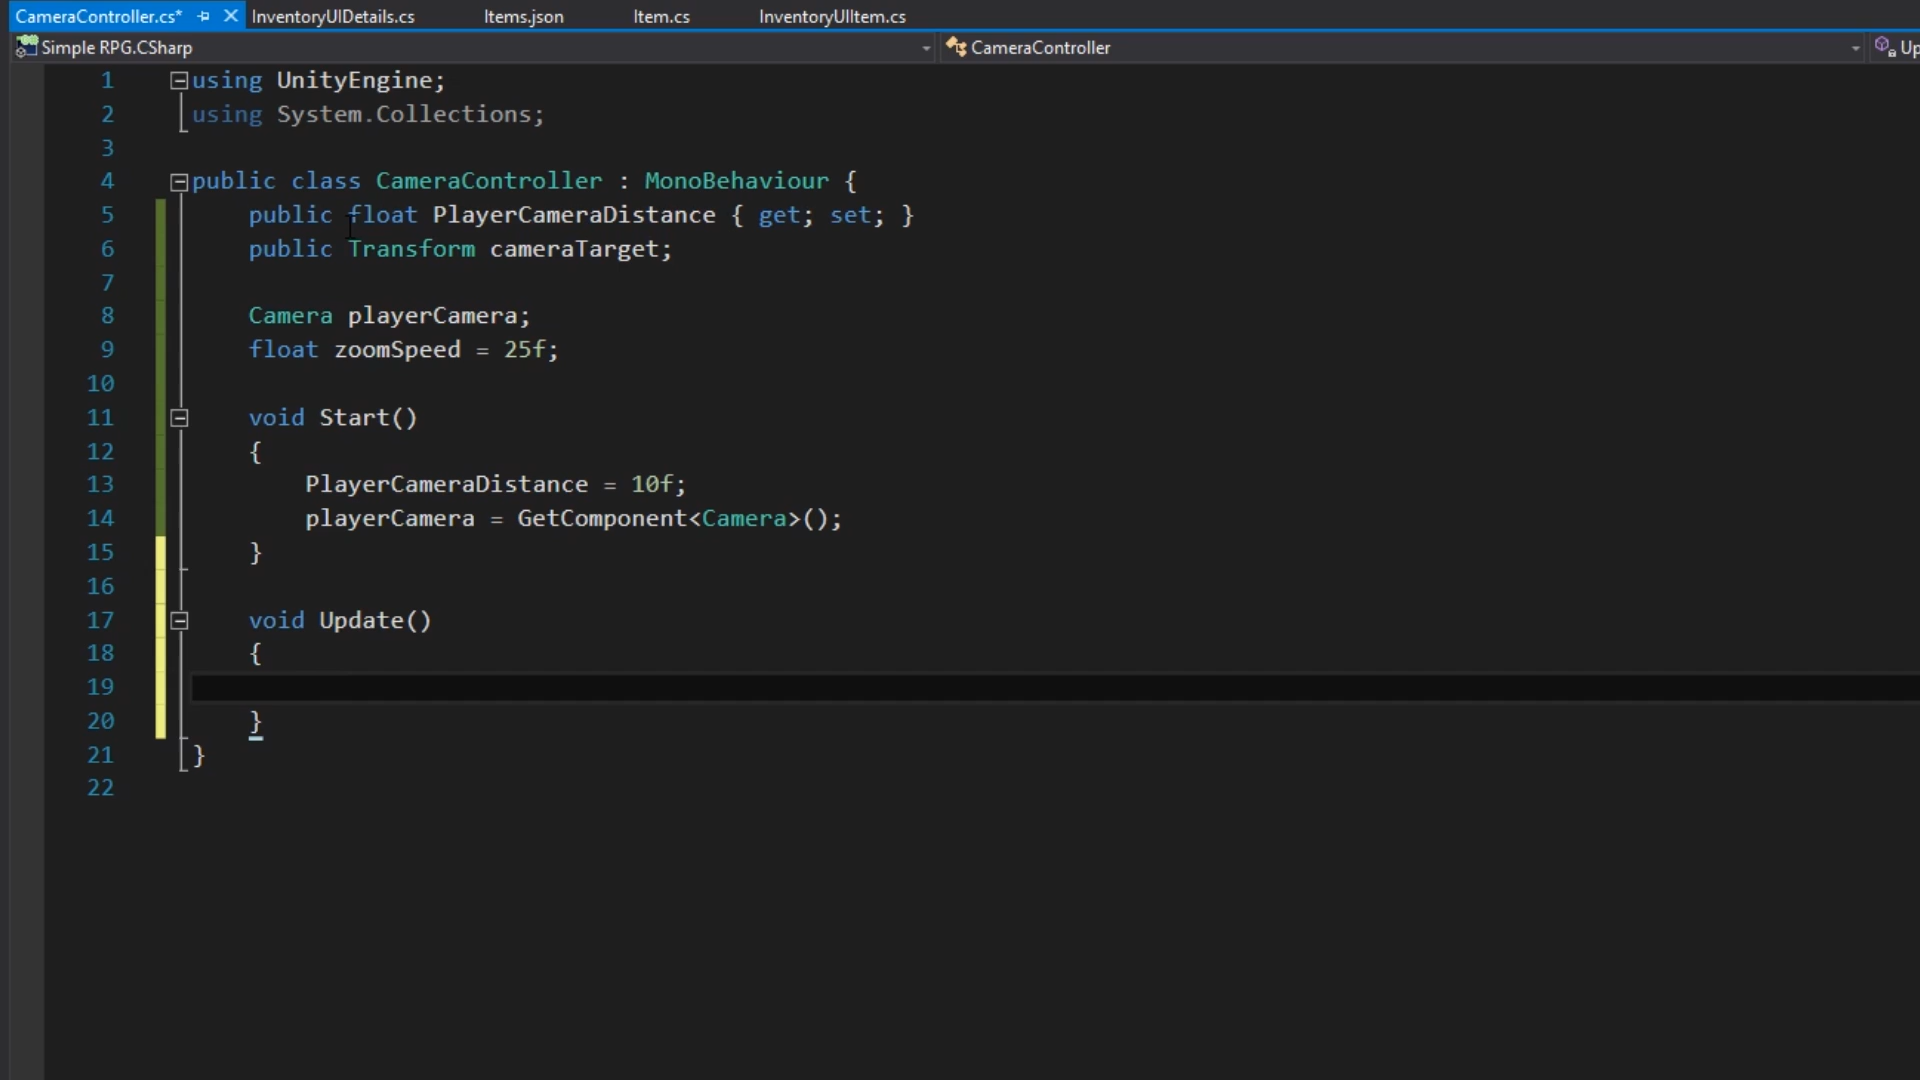 CameraController.cs* InventoryUIDetails.cs Items.json Item.cs InventoryUIItem.cs
Simple RPG.CSharp CameraController Up
1 using UnityEngine;
2 using System.Collections;
3
4 public class CameraController : MonoBehaviour {
5 public float PlayerCameraDistance { get; set; }
6 public Transform cameraTarget;
7
8 Camera playerCamera;
9 float zoomSpeed = 25f;
10
11 void Start()
12 {
13 PlayerCameraDistance = 10f;
14 playerCamera = GetComponent<Camera>();
15 }
16
17 void Update()
18 {
19
20 }
21 }
22